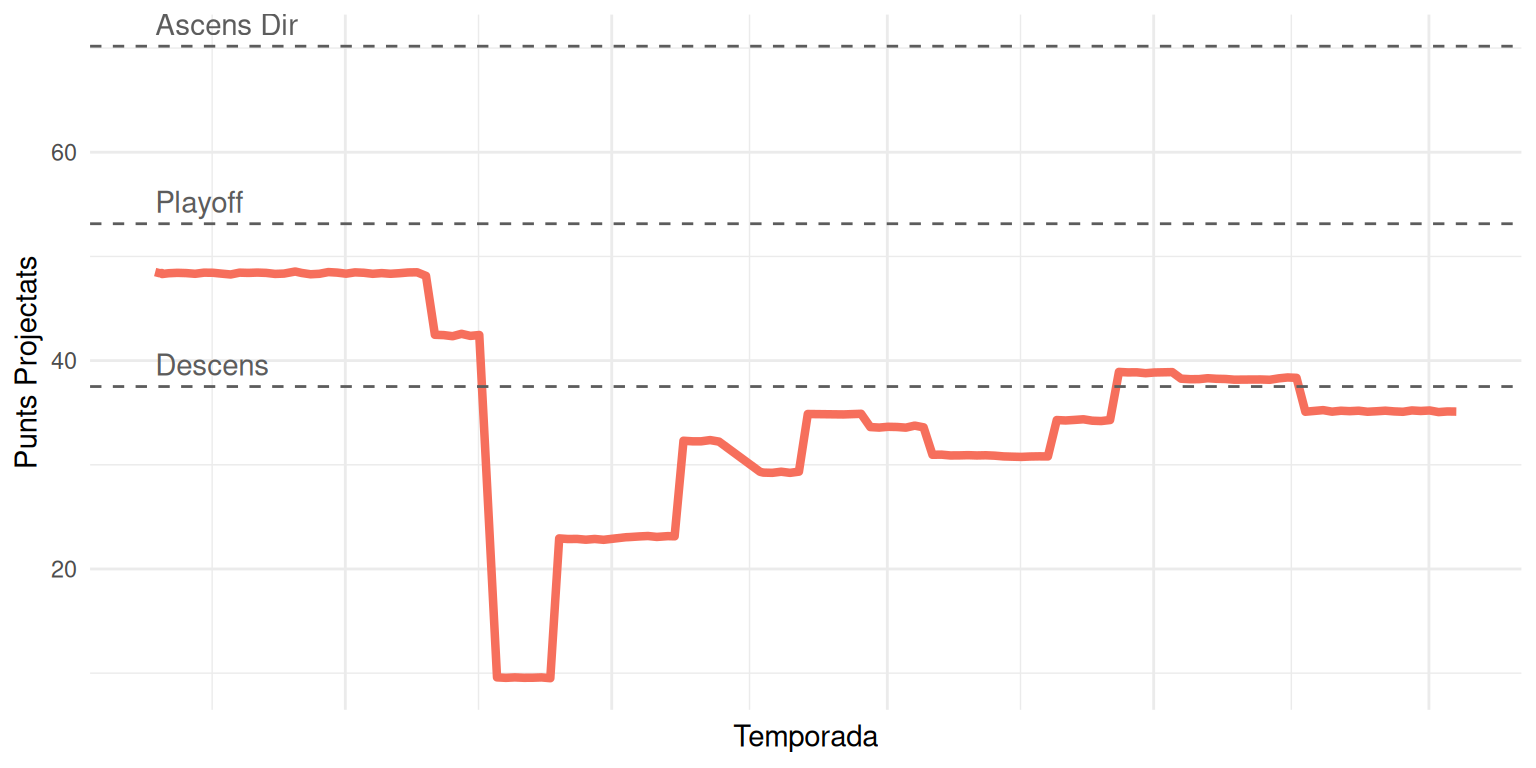 Ascens Dir
60
Playoff
Punts Projectats
40
Descens
20
Temporada